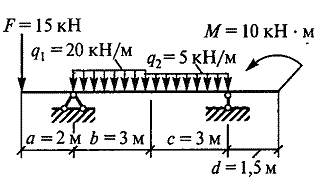 F = 15 кН
M = 10 кН · м
q₁ = 20 кН/м
q₂ = 5 кН/м
a = 2 м
b = 3 м
c = 3 м
d = 1,5 м